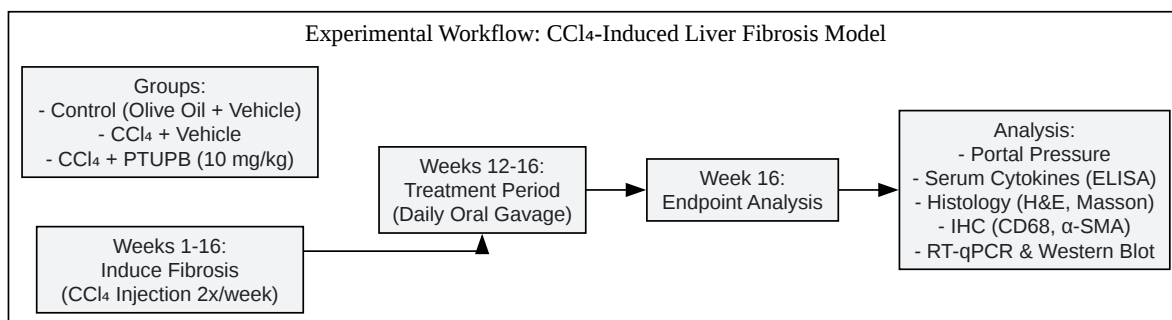 Experimental Workflow: CCl₄-Induced Liver Fibrosis Model
Groups:
- Control (Olive Oil + Vehicle)
- CCl₄ + Vehicle
- CCl₄ + PTUPB (10 mg/kg)
Weeks 1-16:
Induce Fibrosis
(CCl₄ Injection 2x/week)
Weeks 12-16:
Treatment Period
(Daily Oral Gavage)
Week 16:
Endpoint Analysis
Analysis:
- Portal Pressure
- Serum Cytokines (ELISA)
- Histology (H&E, Masson)
- IHC (CD68, α-SMA)
- RT-qPCR & Western Blot